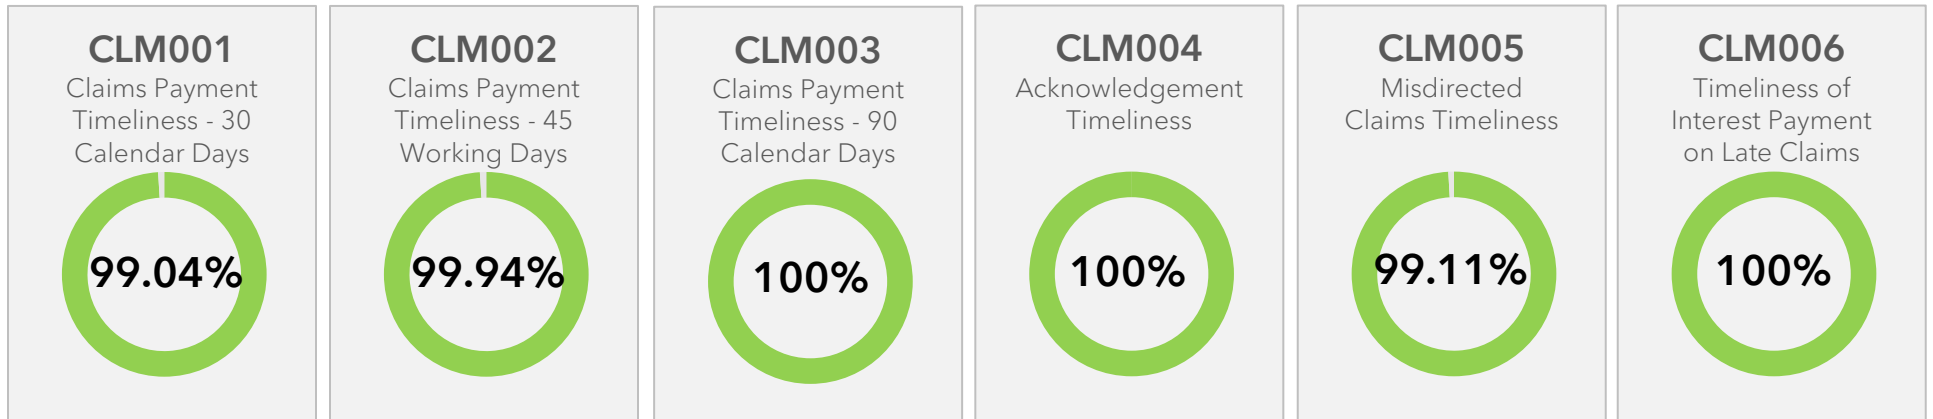 CLM001
Claims Payment
Timeliness - 30
Calendar Days
99.04%
CLM002
Claims Payment
Timeliness - 45
Working Days
99.94%
CLM003
Claims Payment
Timeliness - 90
Calendar Days
100%
CLM004
Acknowledgement
Timeliness
100%
CLM005
Misdirected
Claims Timeliness
99.11%
CLM006
Timeliness of
Interest Payment
on Late Claims
100%